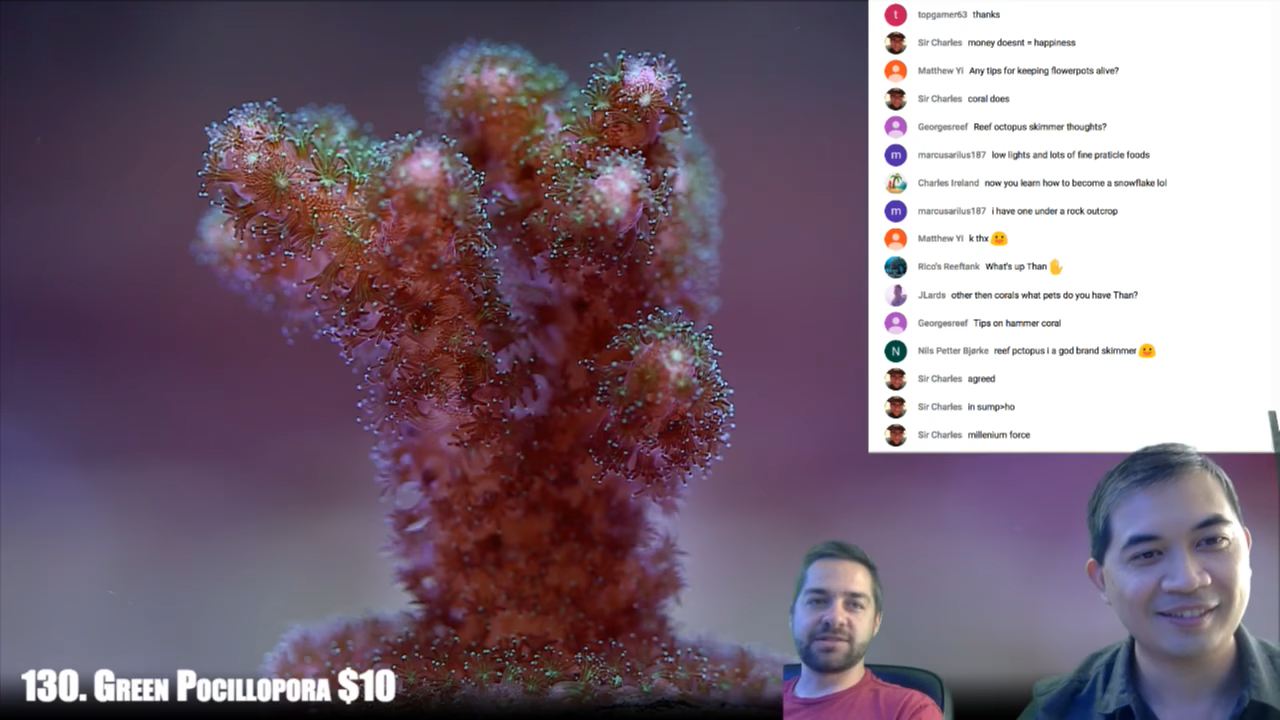 t topgamer63 thanks
Sir Charles money doesnt = happiness
Matthew Yi Any tips for keeping flowerpots alive?
Sir Charles coral does
Georgesreef Reef octopus skimmer thoughts?
m marcusarilus187 low lights and lots of fine praticle foods
Charles Ireland now you learn how to become a snowflake lol
m marcusarilus187 i have one under a rock outcrop
Matthew Yi k thx
Rico's Reeftank What's up Than
JLards other then corals what pets do you have Than?
Georgesreef Tips on hammer coral
N Nils Petter Bjørke reef pctopus i a god brand skimmer
Sir Charles agreed
Sir Charles in sump>ho
Sir Charles millenium force
130. Green Pocillopora $10